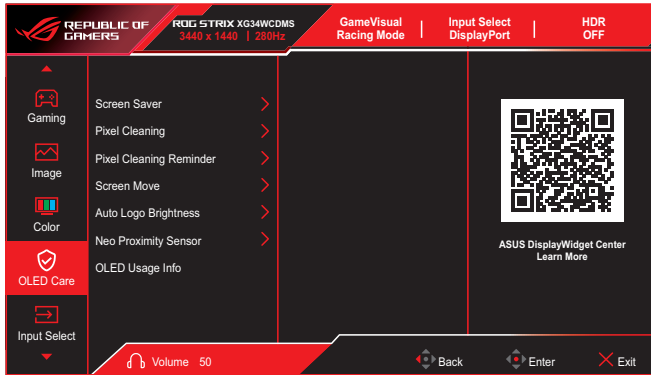 REPUBLIC OF
GAMERS
ROG STRIX XG34WCDMS
3440 x 1440 | 280Hz
GameVisual
Racing Mode
Input Select
DisplayPort
HDR
OFF
Gaming
Image
Color
OLED Care
Input Select
Screen Saver
Pixel Cleaning
Pixel Cleaning Reminder
Screen Move
Auto Logo Brightness
Neo Proximity Sensor
OLED Usage Info
ASUS DisplayWidget Center
Learn More
Volume 50
Back
Enter
Exit